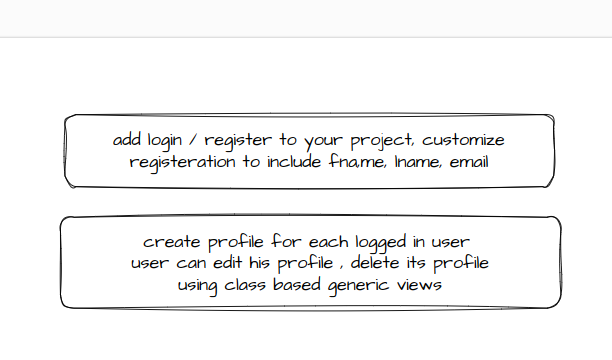 add login / register to your project, customize
registeration to include fname, lname, email
create profile for each logged in user
user can edit his profile , delete its profile
using class based generic views